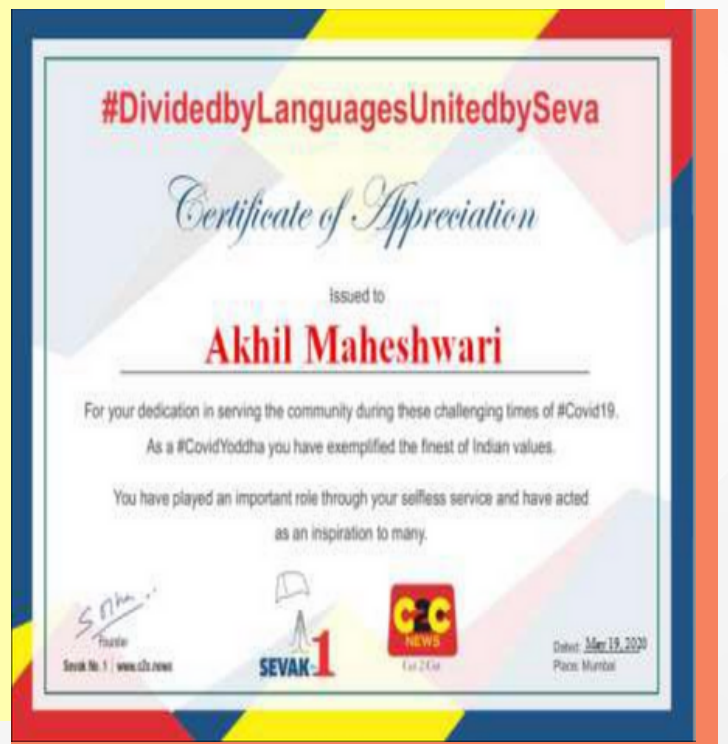 #DividedbyLanguagesUnitedbySeva
Certificate of Appreciation
Issued to
Akhil Maheshwari
For your dedication in serving the community during these challenging times of #Covid19.
As a #CovidYoddha you have exemplified the finest of Indian values.
You have played an important role through your selfless service and have acted
as an inspiration to many.
Founder
Sevak No. 1 | www.c2c.news
SEVAK 1
C2C
NEWS
Dated: May 19, 2020
Place: Mumbai